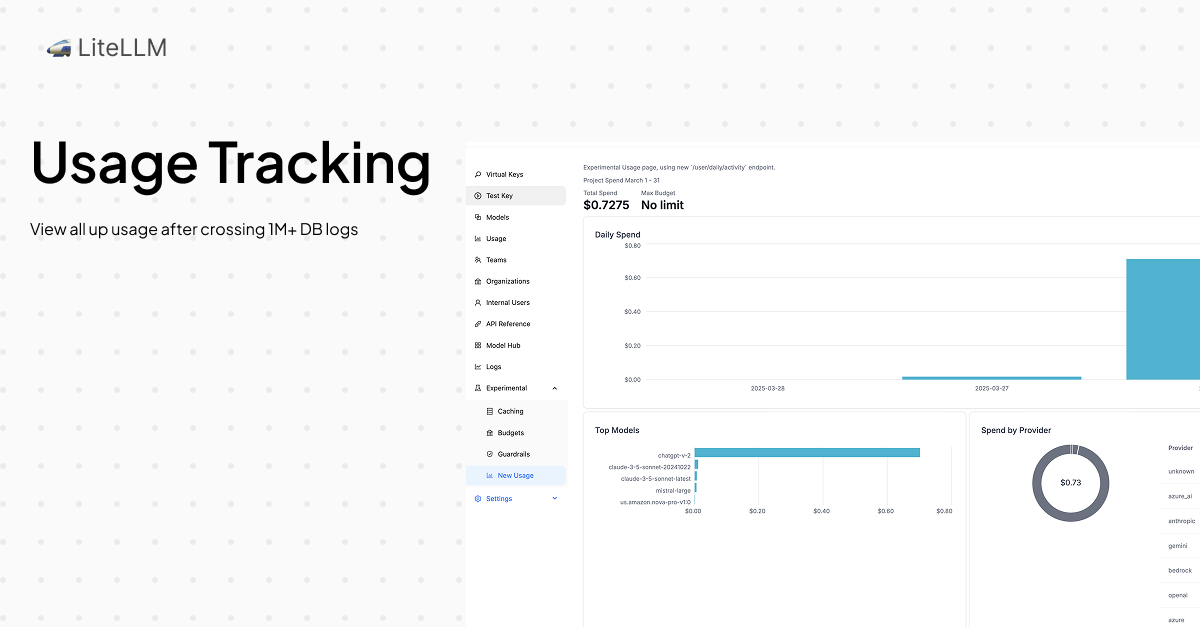 LiteLLM
Usage Tracking
View all up usage after crossing 1M+ DB logs
Virtual Keys
Test Key
Models
Usage
Teams
Organizations
Internal Users
API Reference
Model Hub
Logs
Experimental
Caching
Budgets
Guardrails
New Usage
Settings
Experimental Usage page, using new `/user/daily/activity` endpoint.
Project Spend March 1 - 31
Total Spend Max Budget
$0.7275 No limit
Daily Spend
$0.80
$0.60
$0.40
$0.20
$0.00
2025-03-28 2025-03-27
Top Models
chatgpt-v-2
claude-3-5-sonnet-20241022
claude-3-5-sonnet-latest
mistral-large
us.amazon.nova-pro-v1:0
$0.00 $0.20 $0.40 $0.60 $0.80
Spend by Provider
$0.73
Provider
unknown
azure_ai
anthropic
gemini
bedrock
openai
azure